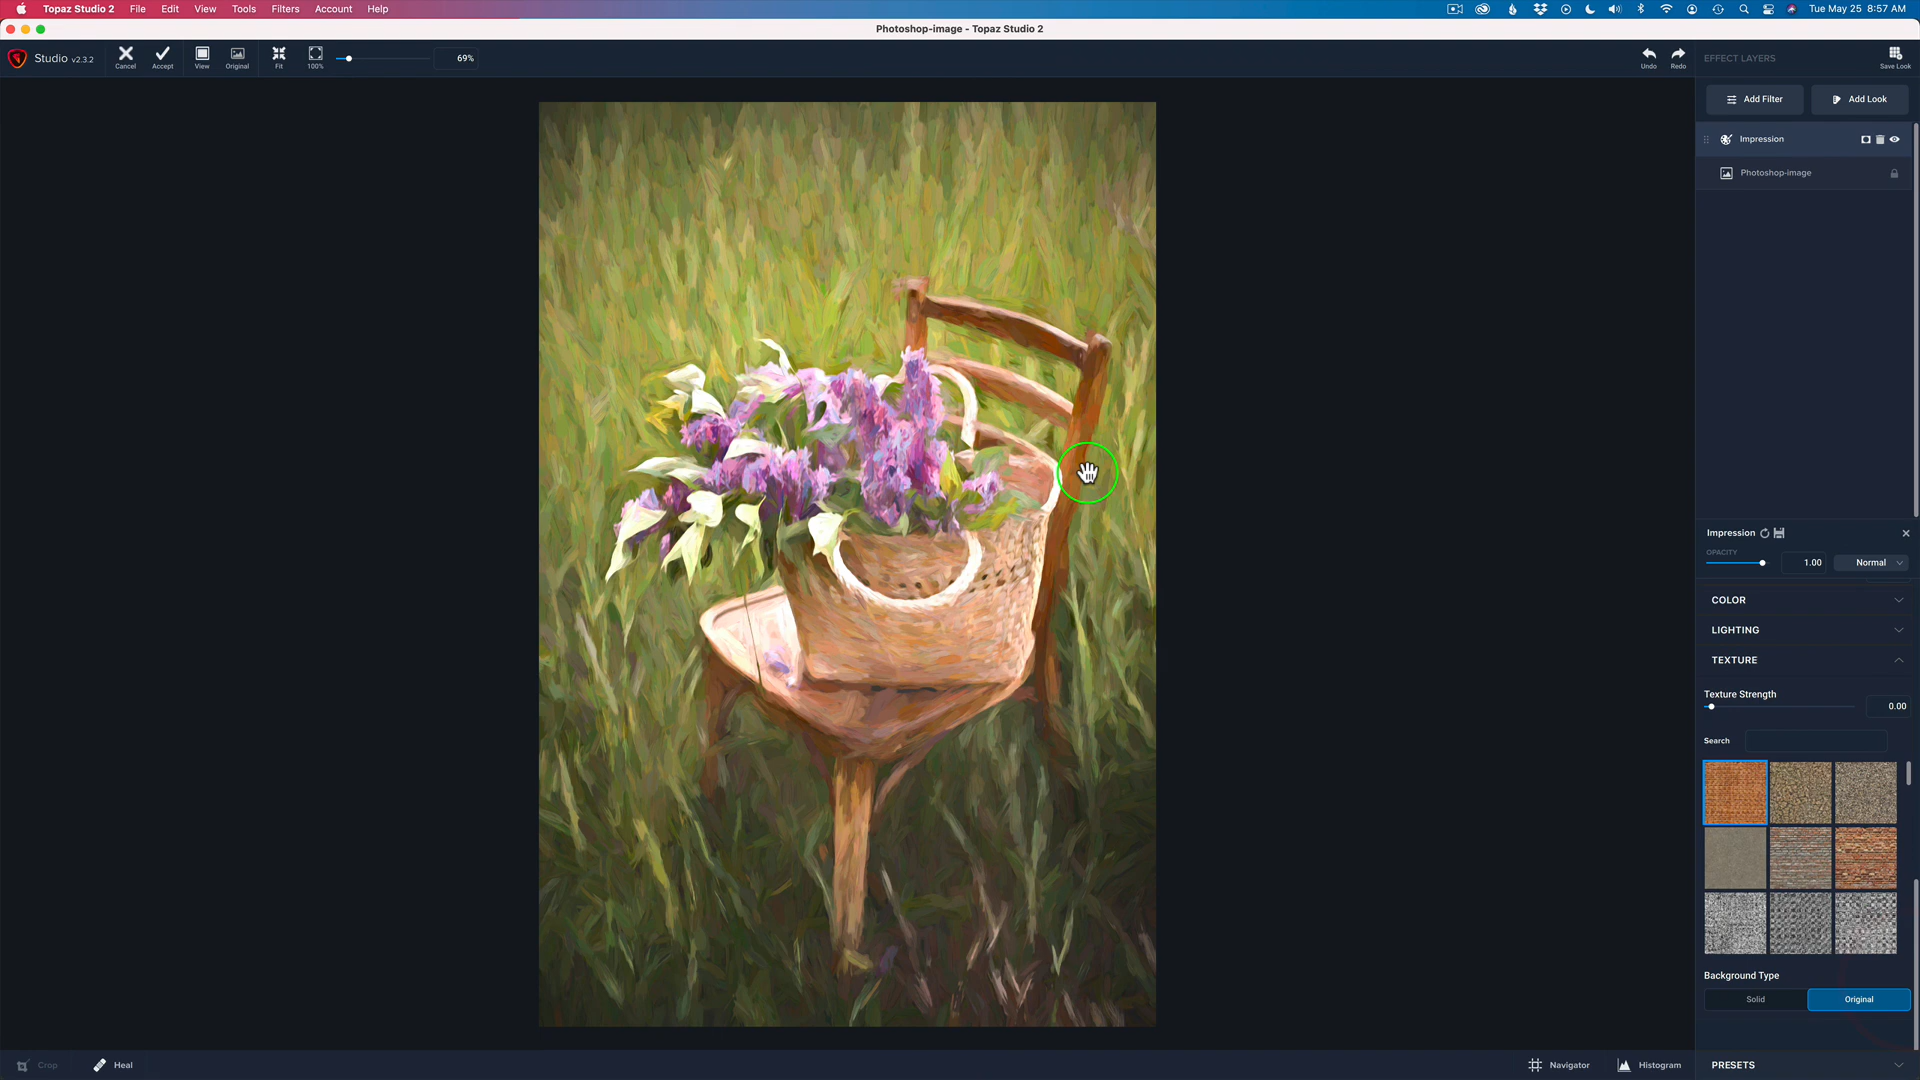 Topaz Studio 2 File Edit View Tools Filters Account Help Tue May 25 8:57 AM
Photoshop-image - Topaz Studio 2
Studio v2.3.2 Cancel Accept View Original Fit 100% 69% Undo Redo EFFECT LAYERS Save Look
Add Filter Add Look
Impression
Photoshop-image
Impression
OPACITY
1.00 Normal
COLOR
LIGHTING
TEXTURE
Texture Strength
0.00
Search
Background Type
Solid Original
Crop Heal Navigator Histogram PRESETS